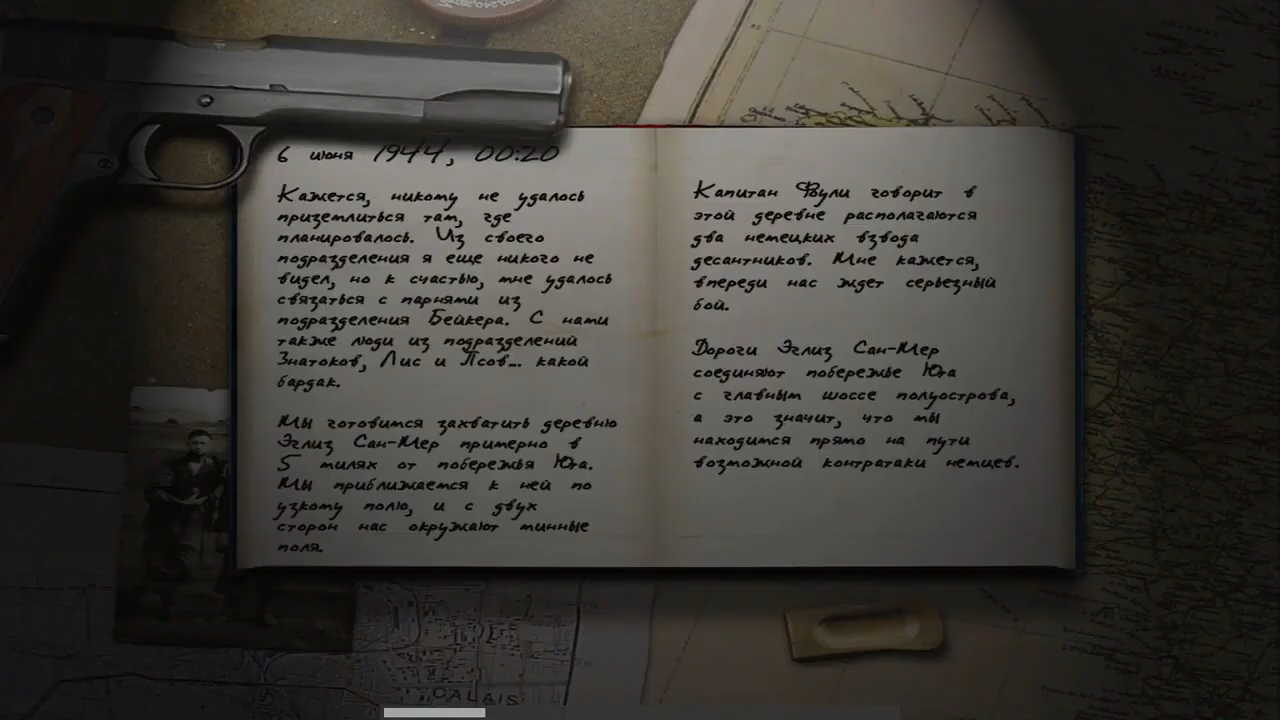 6 июня 1944, 00:20
Кажется, никому не удалось
приземлиться там, где
планировалось. Из своего
подразделения я еще никого не
видел, но к счастью, мне удалось
связаться с парнями из
подразделения Бейкера. С нами
также люди из подразделений
Знатоков, Лис и Псов... какой
бардак.
Мы готовимся захватить деревню
Эглиз Сан-Мер примерно в
5 милях от побережья Юта.
Мы приближаемся к ней по
узкому полю, и с двух
сторон нас окружают минные
поля.
Капитан Фоули говорит в
этой деревне располагаются
два немецких взвода
десантников. Мне кажется,
впереди нас ждет серьезный
бой.
Дороги Эглиз Сан-Мер
соединяют побережье Юта
с главным шоссе полуострова,
а это значит, что мы
находимся прямо на пути
возможной контратаки немцев.
CALAIS